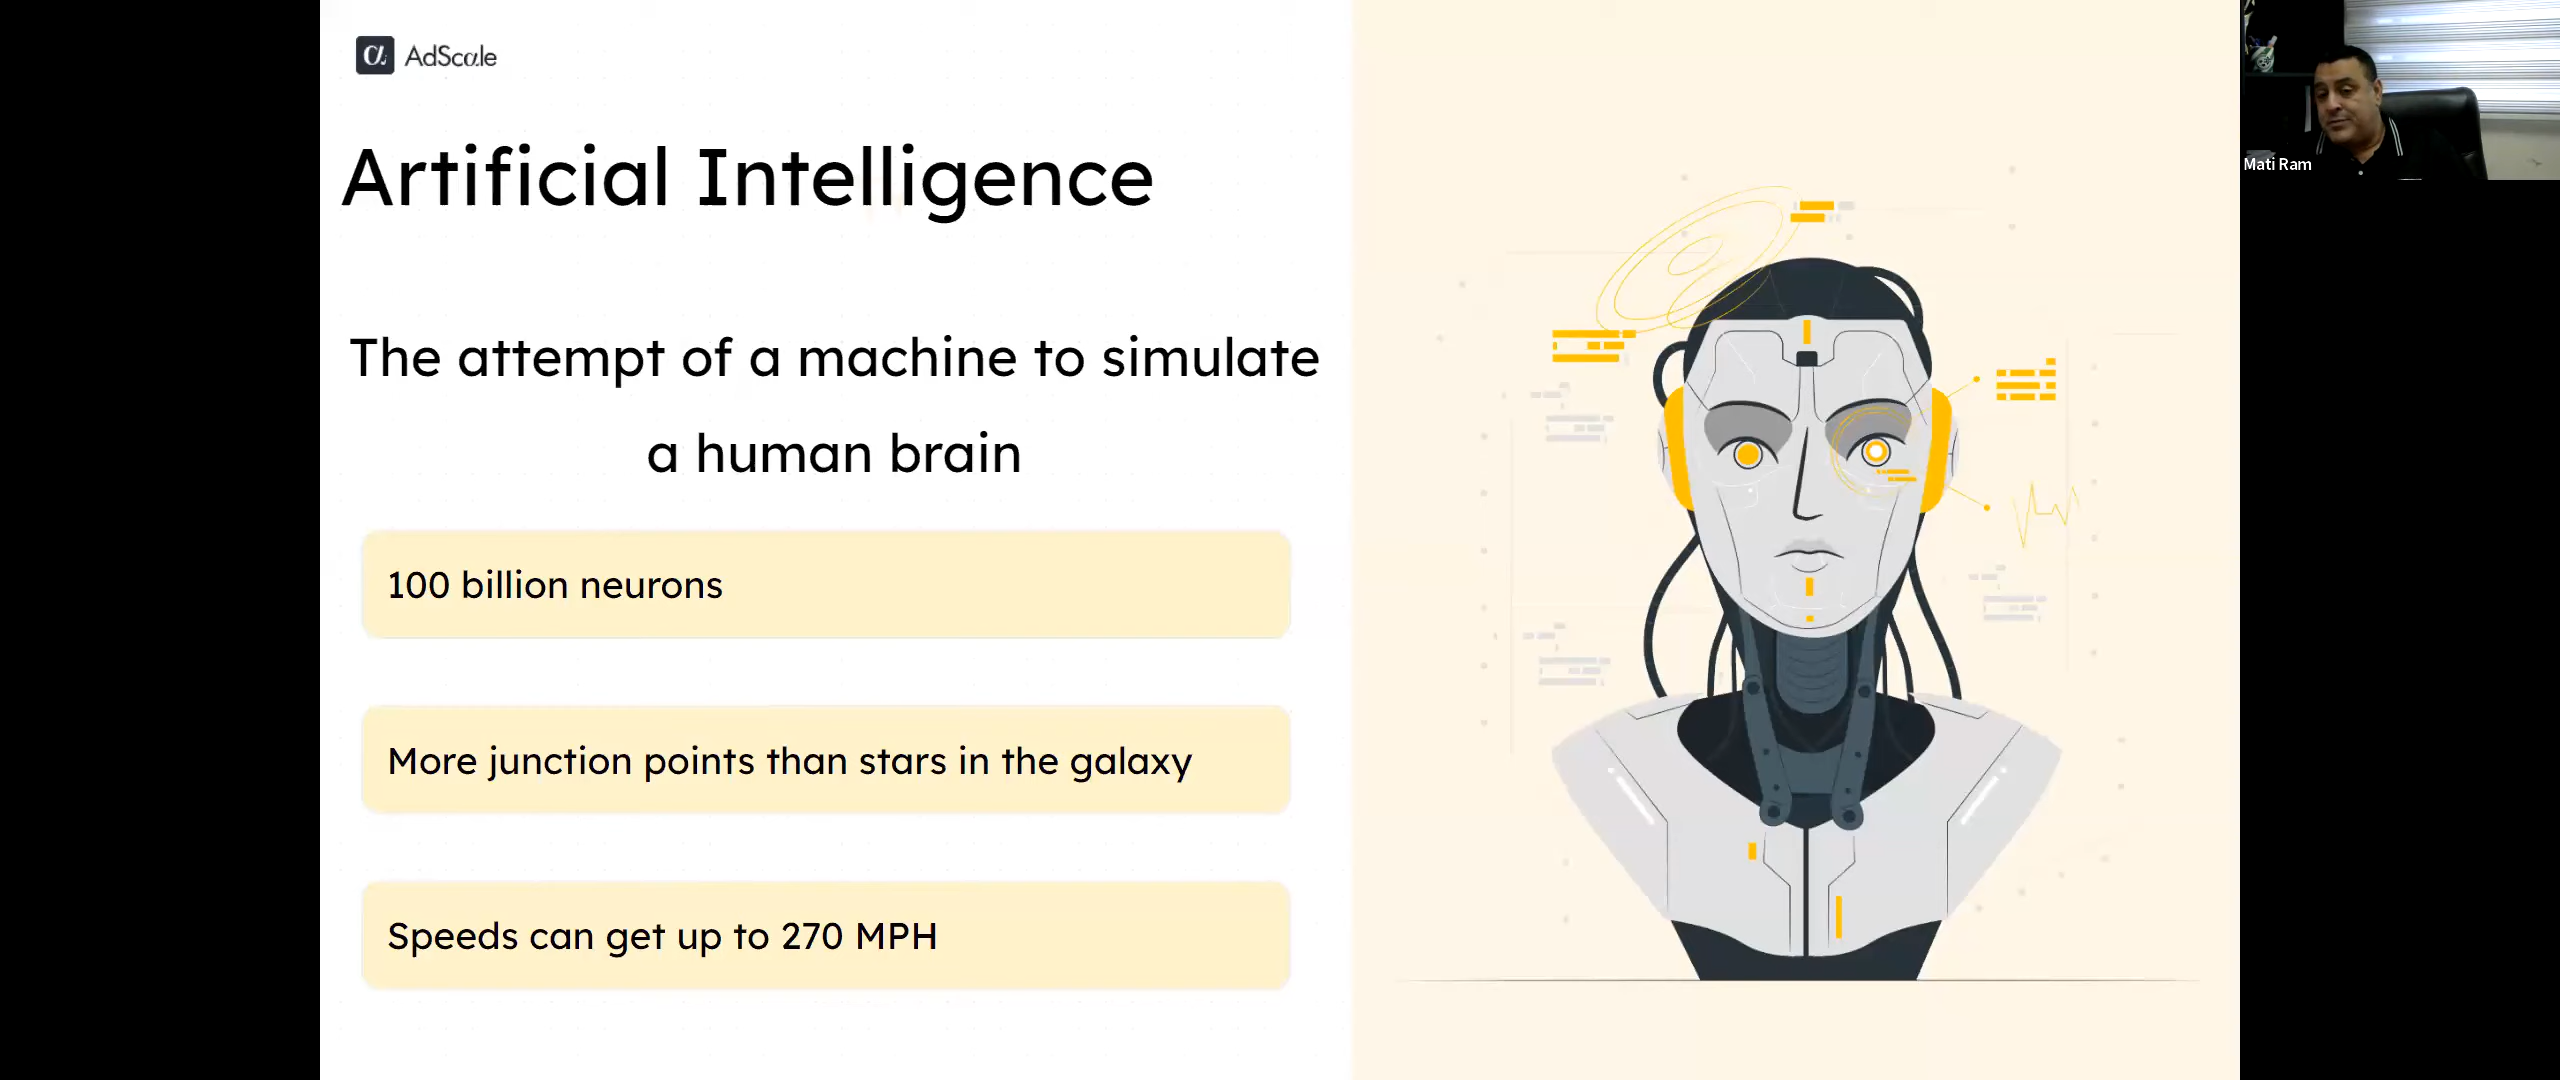 AdScale
Artificial Intelligence
The attempt of a machine to simulate
a human brain
100 billion neurons
More junction points than stars in the galaxy
Speeds can get up to 270 MPH
Mati Ram